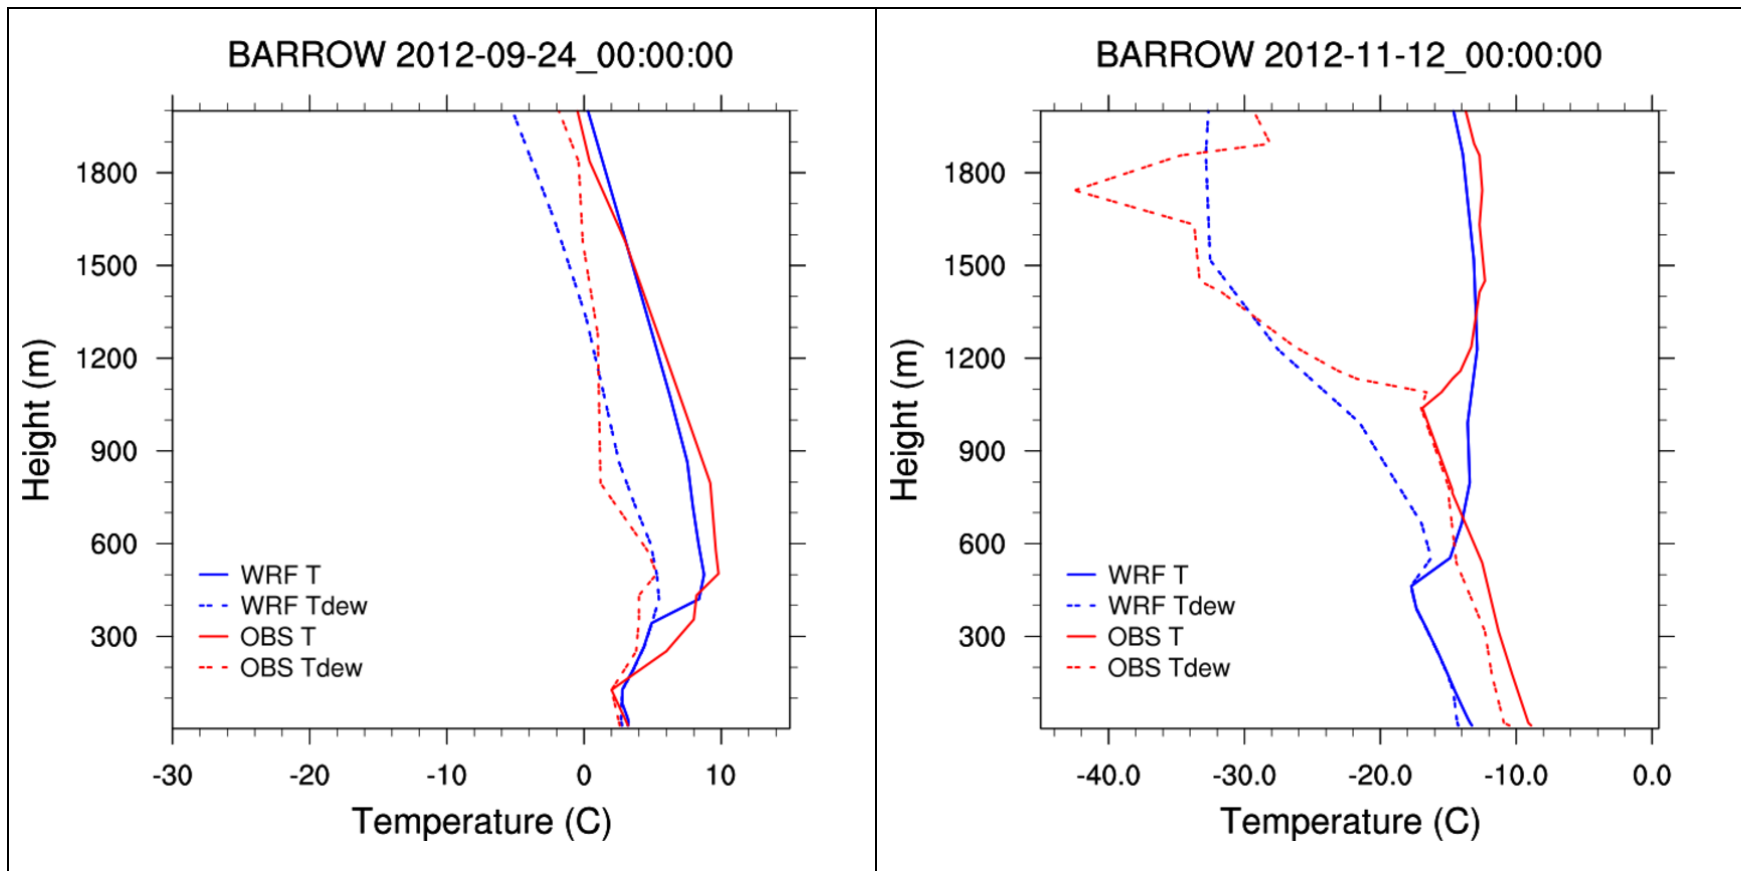 BARROW 2012-09-24_00:00:00
1800
1500
1200
900
600
300
Height (m)
WRF T
WRF Tdew
OBS T
OBS Tdew
-30 -20 -10 0 10
Temperature (C)
BARROW 2012-11-12_00:00:00
1800
1500
1200
900
600
300
Height (m)
WRF T
WRF Tdew
OBS T
OBS Tdew
-40.0 -30.0 -20.0 -10.0 0.0
Temperature (C)